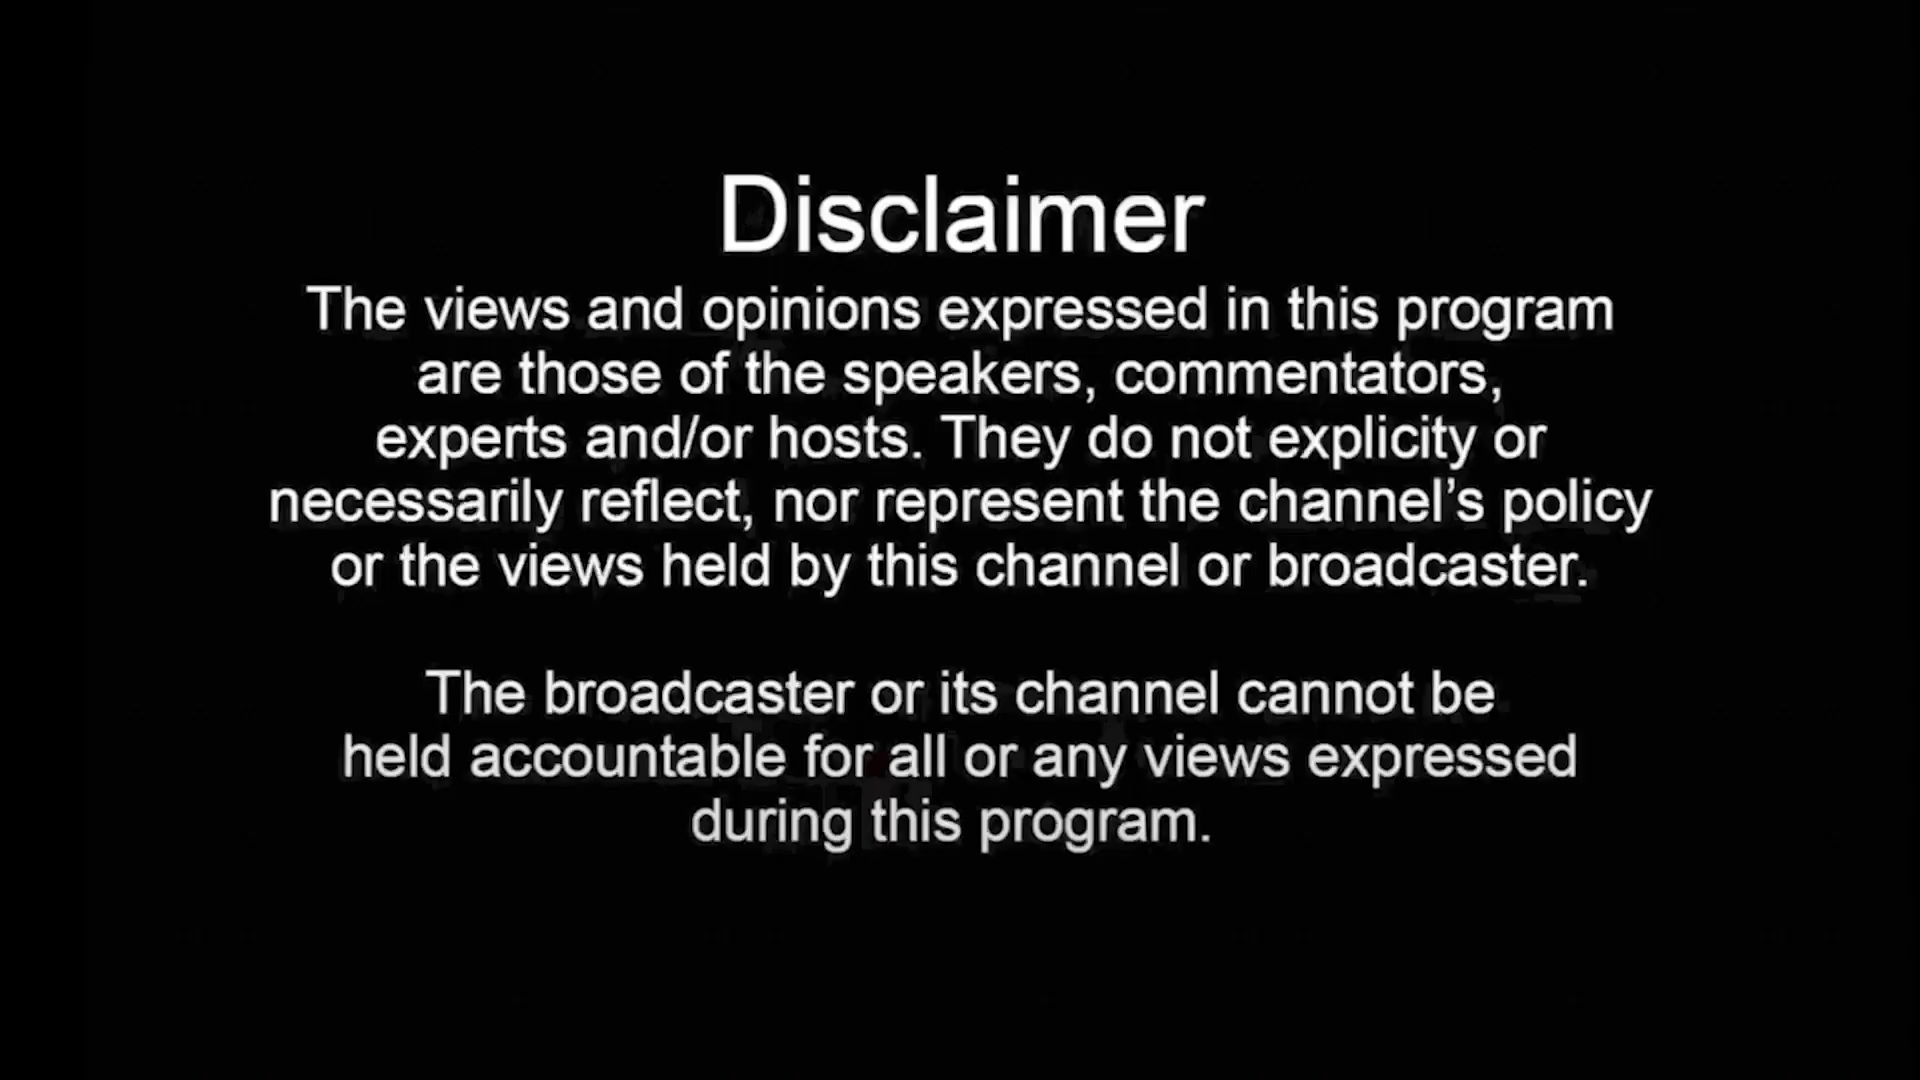 Disclaimer
The views and opinions expressed in this program
are those of the speakers, commentators,
experts and/or hosts. They do not explicity or
necessarily reflect, nor represent the channel’s policy
or the views held by this channel or broadcaster.
The broadcaster or its channel cannot be
held accountable for all or any views expressed
during this program.